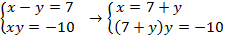 {x − y = 7 → {x = 7 + y
{xy = −10 {(7 + y)y = −10